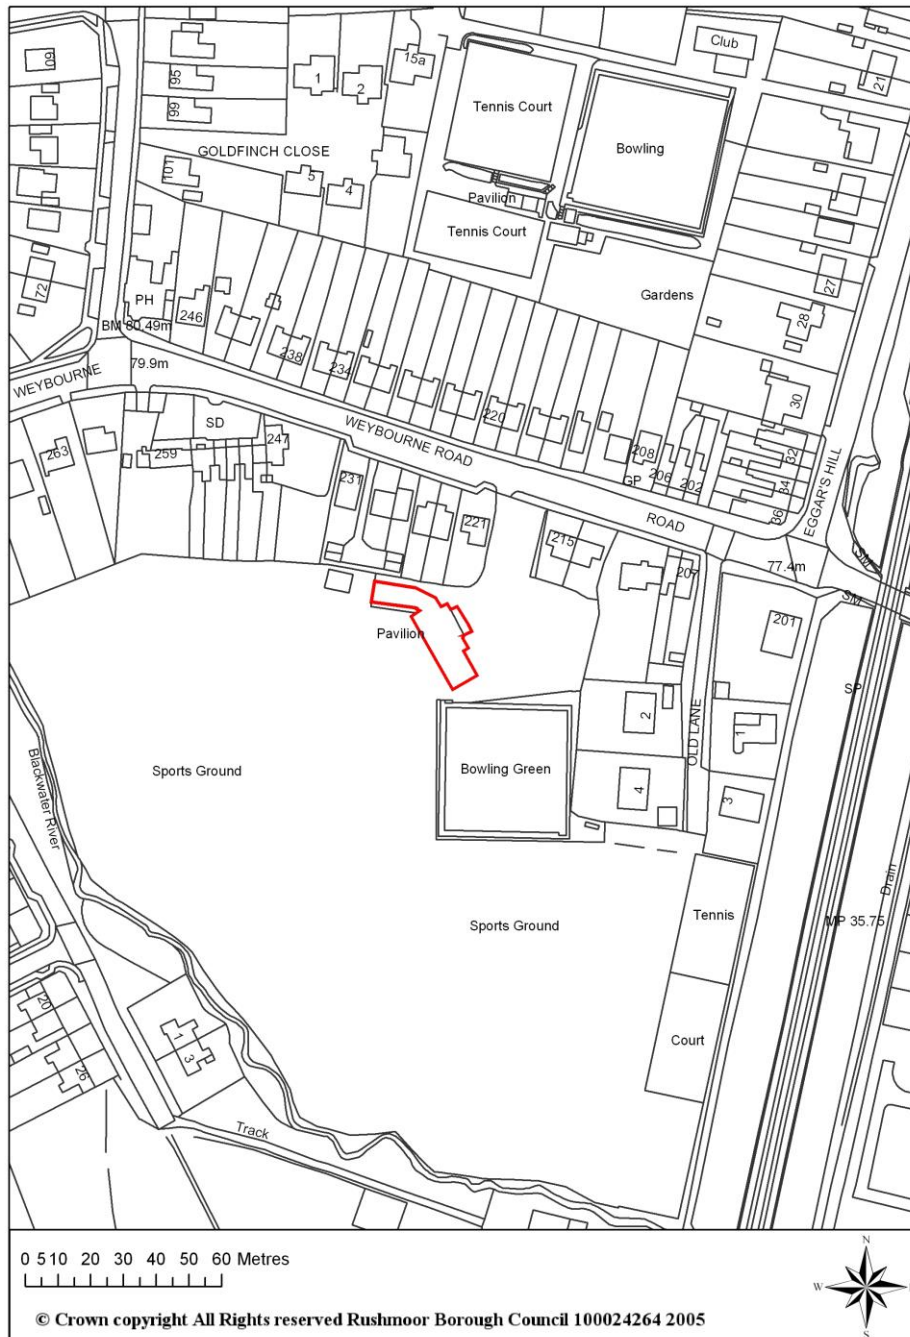 Club
60
95
1
2
15a
21
Tennis Court
99
Bowling
GOLDFINCH CLOSE
101
5
4
Pavilion
Tennis Court
72
27
PH
Gardens
246
28
BM 80.49m
238
79.9m
234
WEYBOURNE
30
220
SD
WEYBOURNE ROAD
247
263
259
208
32
206
GP
202
34
EGGAR'S HILL
231
36
221
ROAD
215
SM
77.4m
207
SM
201
Pavilion
SP
2
OLD LANE
1
Sports Ground
Bowling Green
Blackwater River
4
3
Drain
Tennis
MP 35.75
Sports Ground
20
1
Court
3
26
Track
0 5 10 20 30 40 50 60 Metres
N
W
S
© Crown copyright All Rights reserved Rushmoor Borough Council 100024264 2005